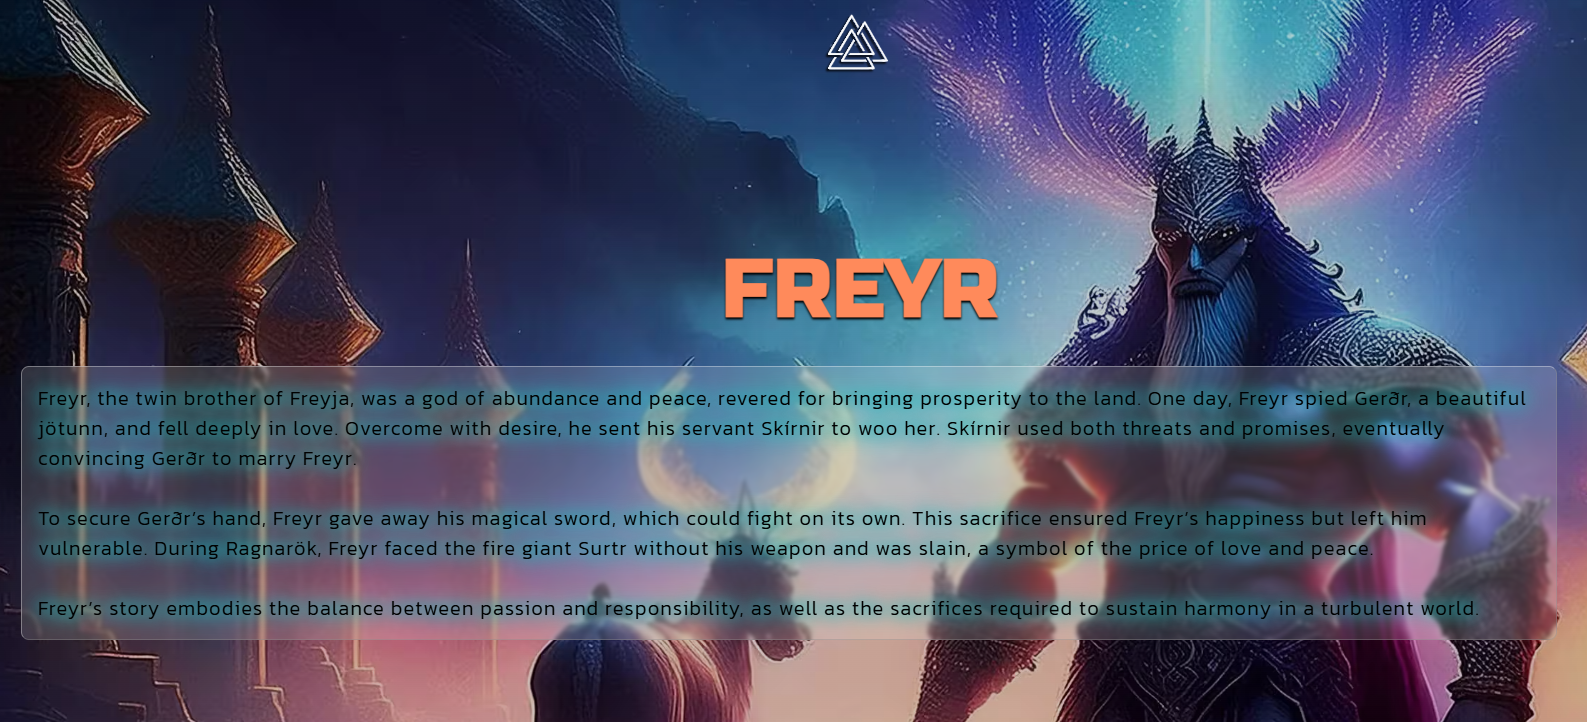 FREYR
Freyr, the twin brother of Freyja, was a god of abundance and peace, revered for bringing prosperity to the land. One day, Freyr spied Gerðr, a beautiful
jötunn, and fell deeply in love. Overcome with desire, he sent his servant Skírnir to woo her. Skírnir used both threats and promises, eventually
convincing Gerðr to marry Freyr.
To secure Gerðr’s hand, Freyr gave away his magical sword, which could fight on its own. This sacrifice ensured Freyr’s happiness but left him
vulnerable. During Ragnarök, Freyr faced the fire giant Surtr without his weapon and was slain, a symbol of the price of love and peace.
Freyr’s story embodies the balance between passion and responsibility, as well as the sacrifices required to sustain harmony in a turbulent world.